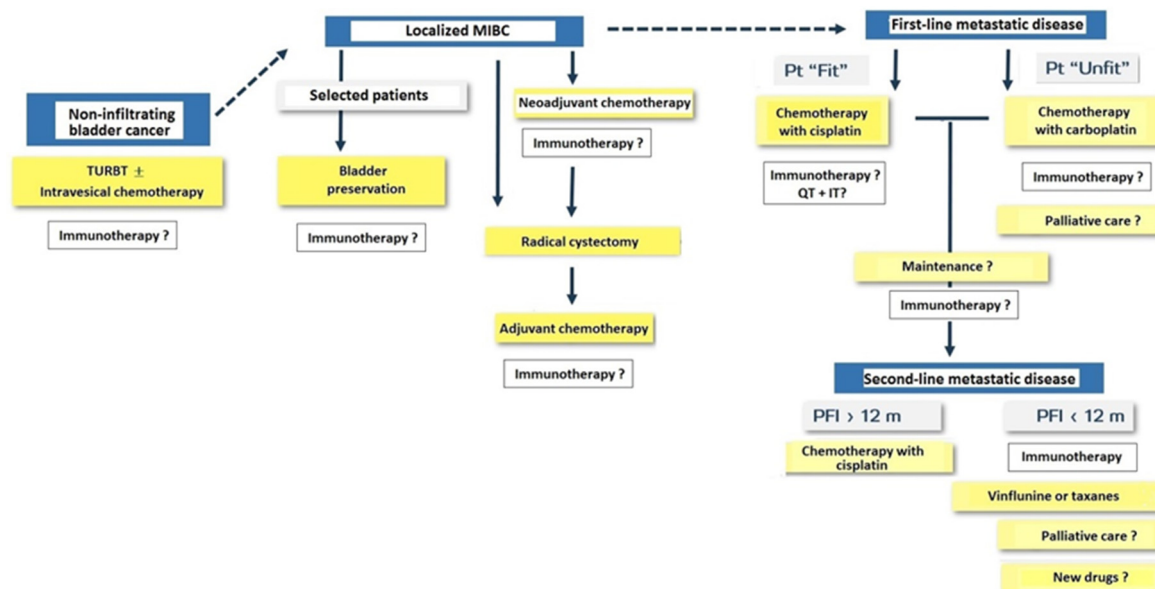 Localized MIBC
First-line metastatic disease
Non-infiltrating
bladder cancer
TURBT ±
Intravesical chemotherapy
Immunotherapy ?
Selected patients
Bladder
preservation
Immunotherapy ?
Neoadjuvant chemotherapy
Immunotherapy ?
Radical cystectomy
Adjuvant chemotherapy
Immunotherapy ?
Pt "Fit"
Chemotherapy
with cisplatin
Immunotherapy ?
QT + IT?
Pt "Unfit"
Chemotherapy
with carboplatin
Immunotherapy ?
Palliative care ?
Maintenance ?
Immunotherapy ?
Second-line metastatic disease
PFI > 12 m
Chemotherapy with
cisplatin
PFI < 12 m
Immunotherapy
Vinflunine or taxanes
Palliative care ?
New drugs ?